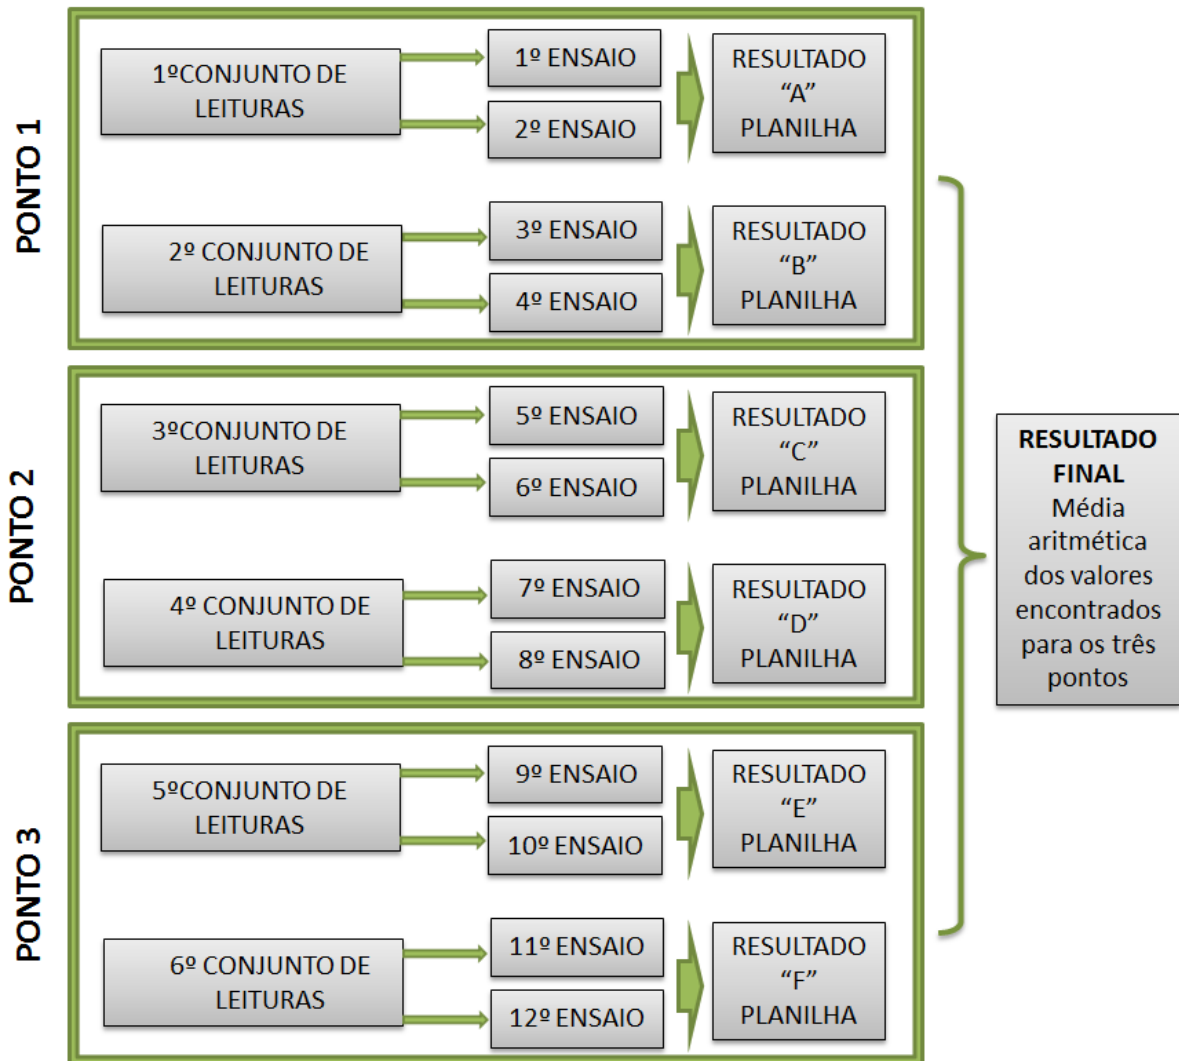 PONTO 1
1ºCONJUNTO DE
LEITURAS
1º ENSAIO
2º ENSAIO
RESULTADO
“A”
PLANILHA
2º CONJUNTO DE
LEITURAS
3º ENSAIO
4º ENSAIO
RESULTADO
“B”
PLANILHA
PONTO 2
3ºCONJUNTO DE
LEITURAS
5º ENSAIO
6º ENSAIO
RESULTADO
“C”
PLANILHA
4º CONJUNTO DE
LEITURAS
7º ENSAIO
8º ENSAIO
RESULTADO
“D”
PLANILHA
PONTO 3
5ºCONJUNTO DE
LEITURAS
9º ENSAIO
10º ENSAIO
RESULTADO
“E”
PLANILHA
6º CONJUNTO DE
LEITURAS
11º ENSAIO
12º ENSAIO
RESULTADO
“F”
PLANILHA
RESULTADO
FINAL
Média
aritmética
dos valores
encontrados
para os três
pontos